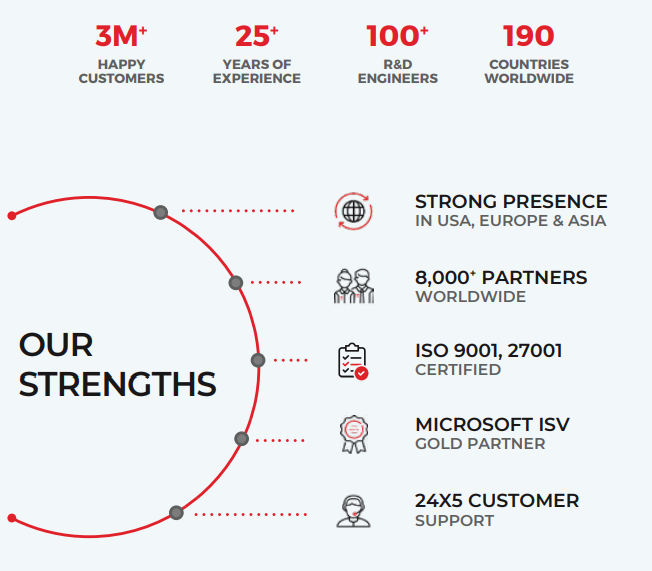 3M+
25+
100+
190
HAPPY
CUSTOMERS
YEARS OF
EXPERIENCE
R&D
ENGINEERS
COUNTRIES
WORLDWIDE
OUR
STRENGTHS
STRONG PRESENCE
IN USA, EUROPE & ASIA
8,000+ PARTNERS
WORLDWIDE
ISO 9001, 27001
CERTIFIED
MICROSOFT ISV
GOLD PARTNER
24X5 CUSTOMER
SUPPORT